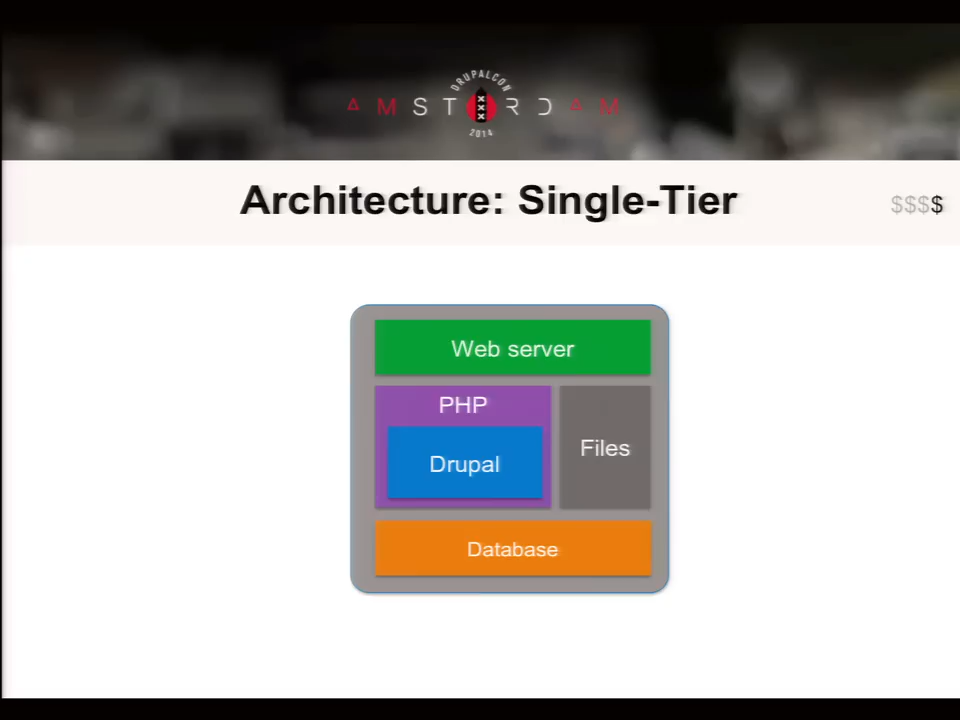 DRUPALCON
AMSTERDAM
2014
Architecture: Single-Tier
$$$$
Web server
PHP
Files
Drupal
Database